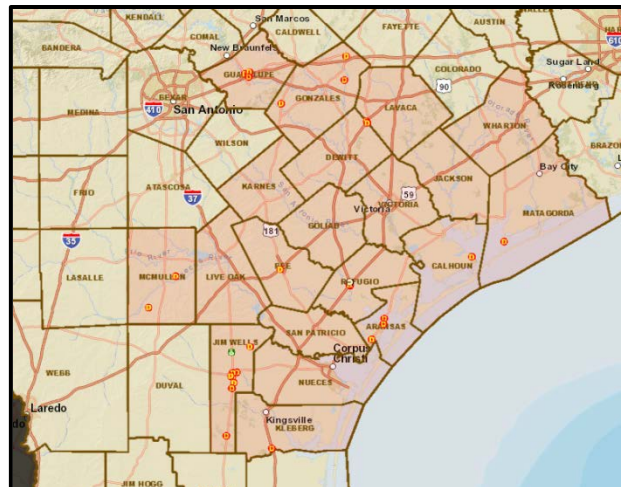 KENDALL
San Marcos
BANDERA
COMAL
CALDWELL
FAYETTE
AUSTIN
New Braunfels
610
GUADALUPE
COLORADO
Sugar Land
Rosenberg
BEXAR
410
San Antonio
GONZALES
LAVACA
90
MEDINA
WHARTON
WILSON
DEWITT
Bay City
FRIO
ATASCOSA
KARNES
JACKSON
37
59
VICTORIA
Victoria
MATAGORDA
35
181
GOLIAD
LASALLE
MCMULLEN
LIVE OAK
BEE
CALHOUN
REFUGIO
SAN PATRICIO
ARANSAS
JIM WELLS
Corpus
Christi
WEBB
DUVAL
NUECES
Laredo
Kingsville
KLEBERG
JIM HOGG